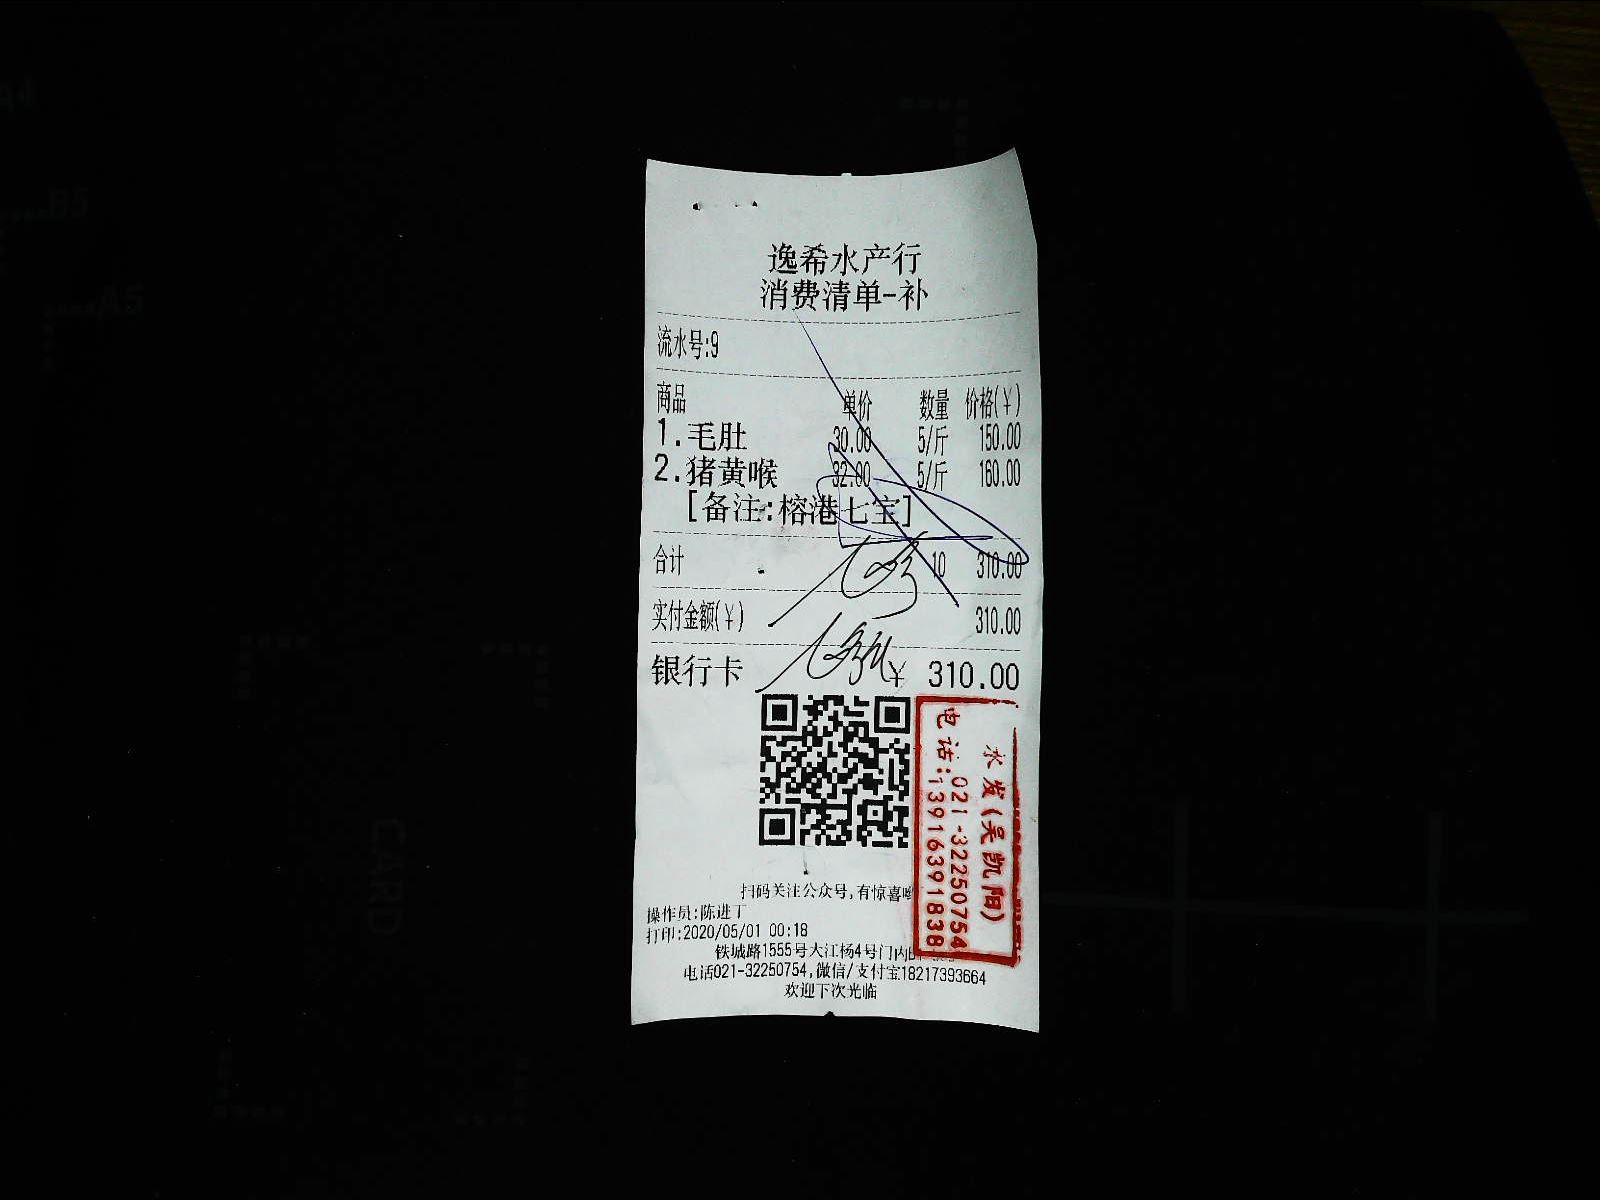 逸希水产行
消费清单-补
流水号:9
商品 单价 数量 价格(¥)
1.毛肚 30.00 5/斤 150.00
2.猪黄喉 32.00 5/斤 160.00
[备注:榕港七宝]
合计 10 310.00
实付金额(¥) 310.00
银行卡 310.00
水发(吴凯阳)
电话:021-32250754
13916391838
扫码关注公众号,有惊喜
操作员:陈进丁
打印:2020/05/01 00:18
铁城路1555号大江杨4号门内
电话021-32250754,微信/支付宝18217393664
欢迎下次光临
B5
A5
CARD